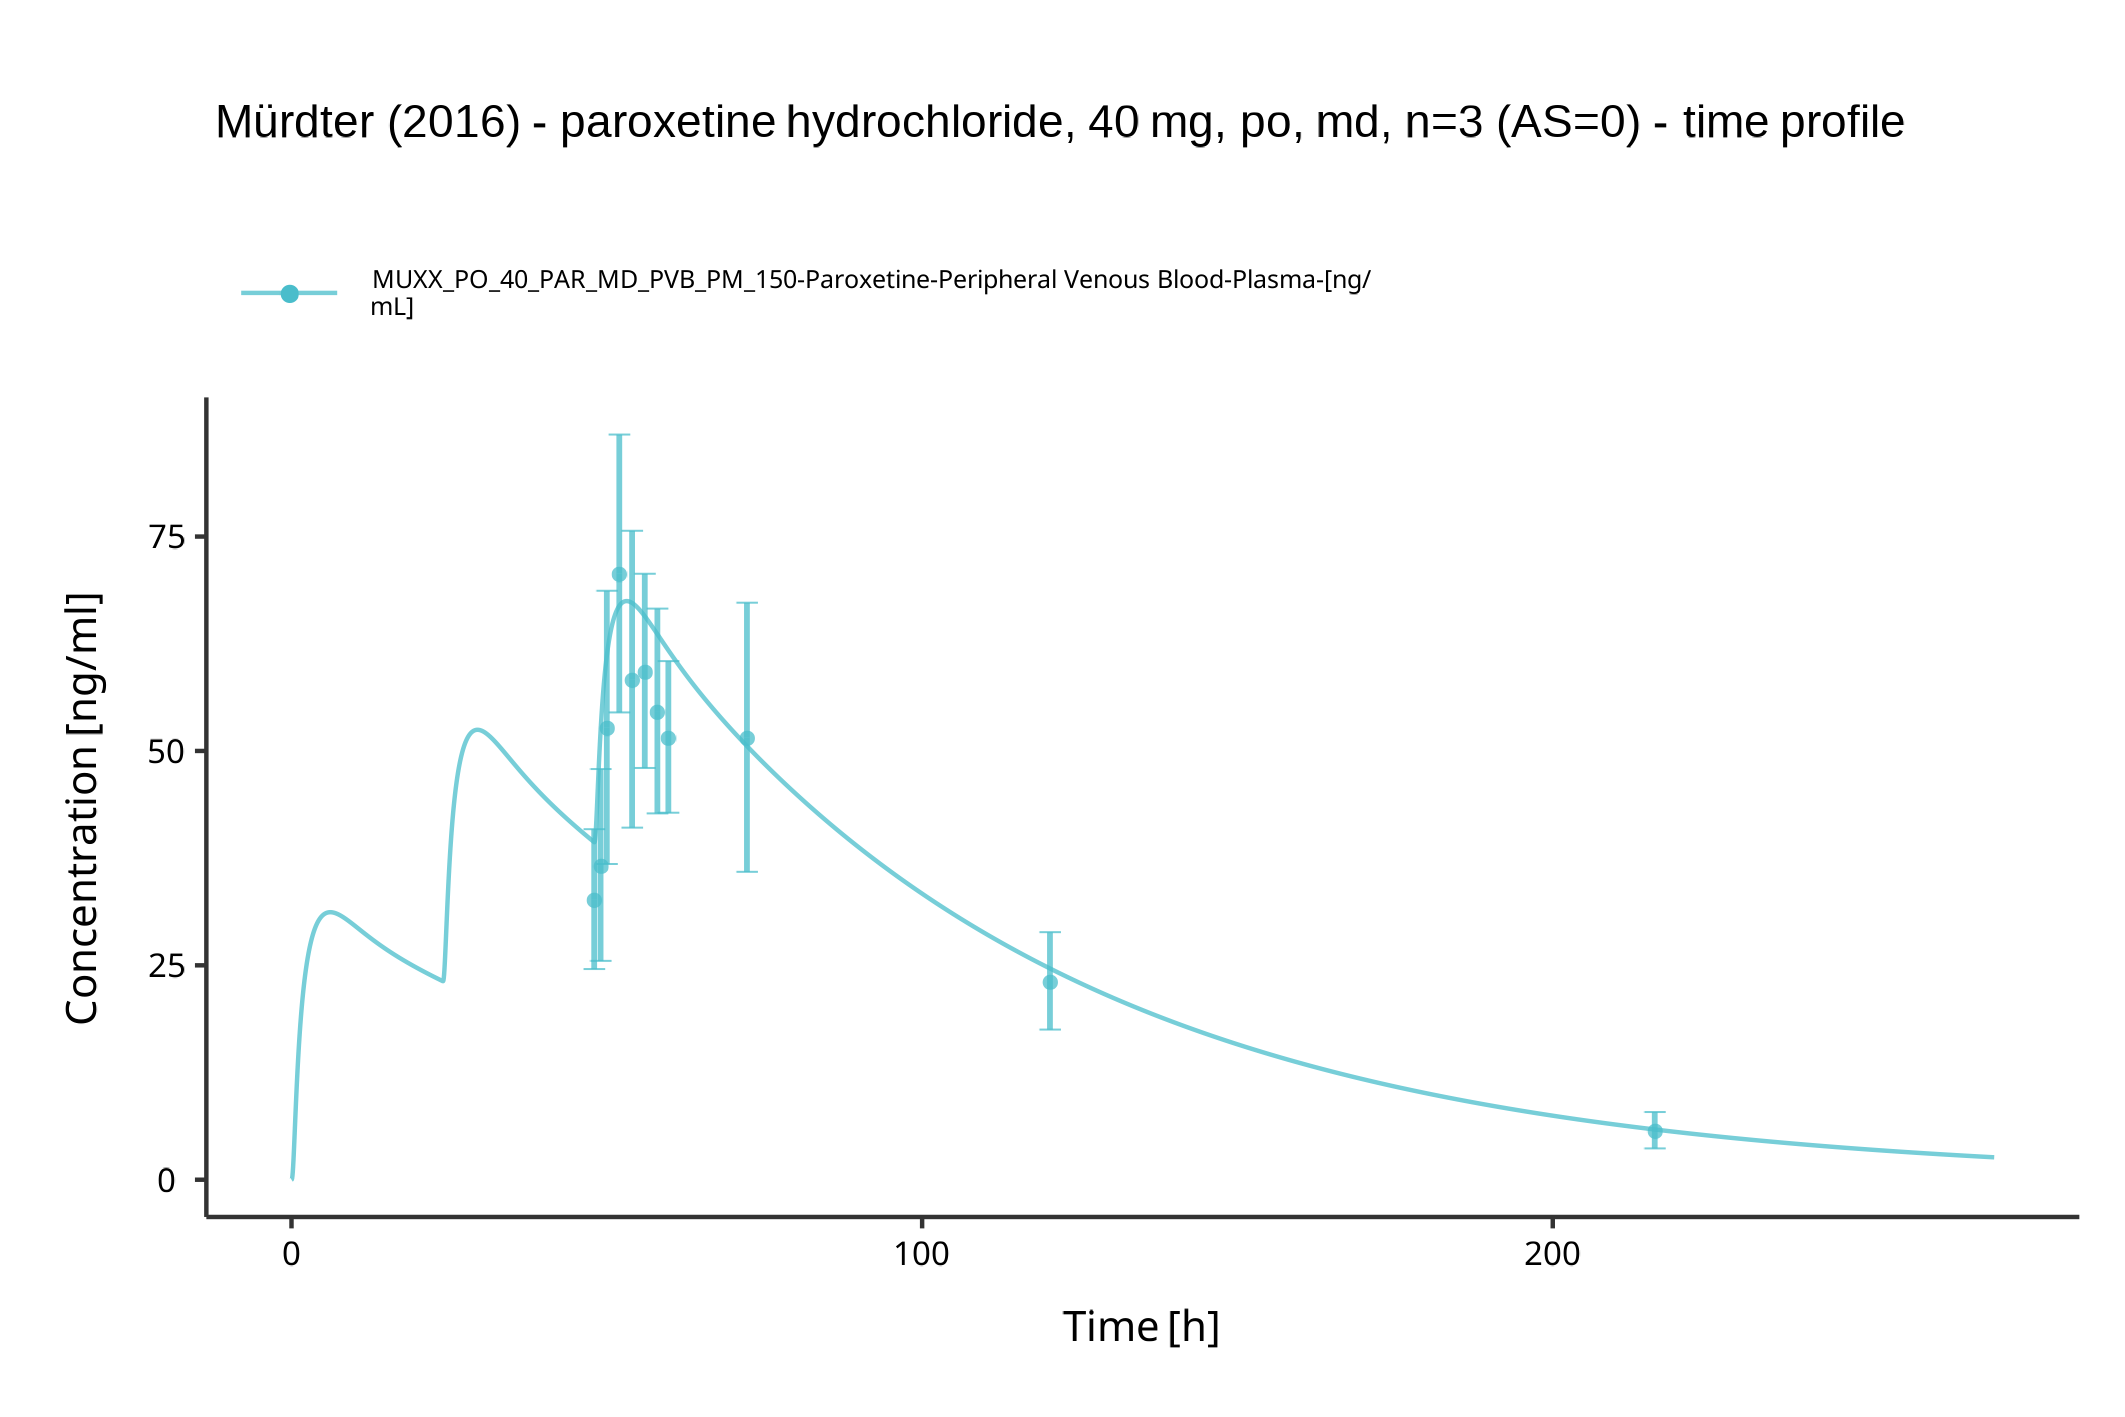 Mürdter (2016) - paroxetine hydrochloride, 40 mg, po, md, n=3 (AS=0) - time profile
MUXX_PO_40_PAR_MD_PVB_PM_150-Paroxetine-Peripheral Venous Blood-Plasma-[ng/
mL]
Concentration [ng/ml]
75
50
25
0
0 100 200
Time [h]